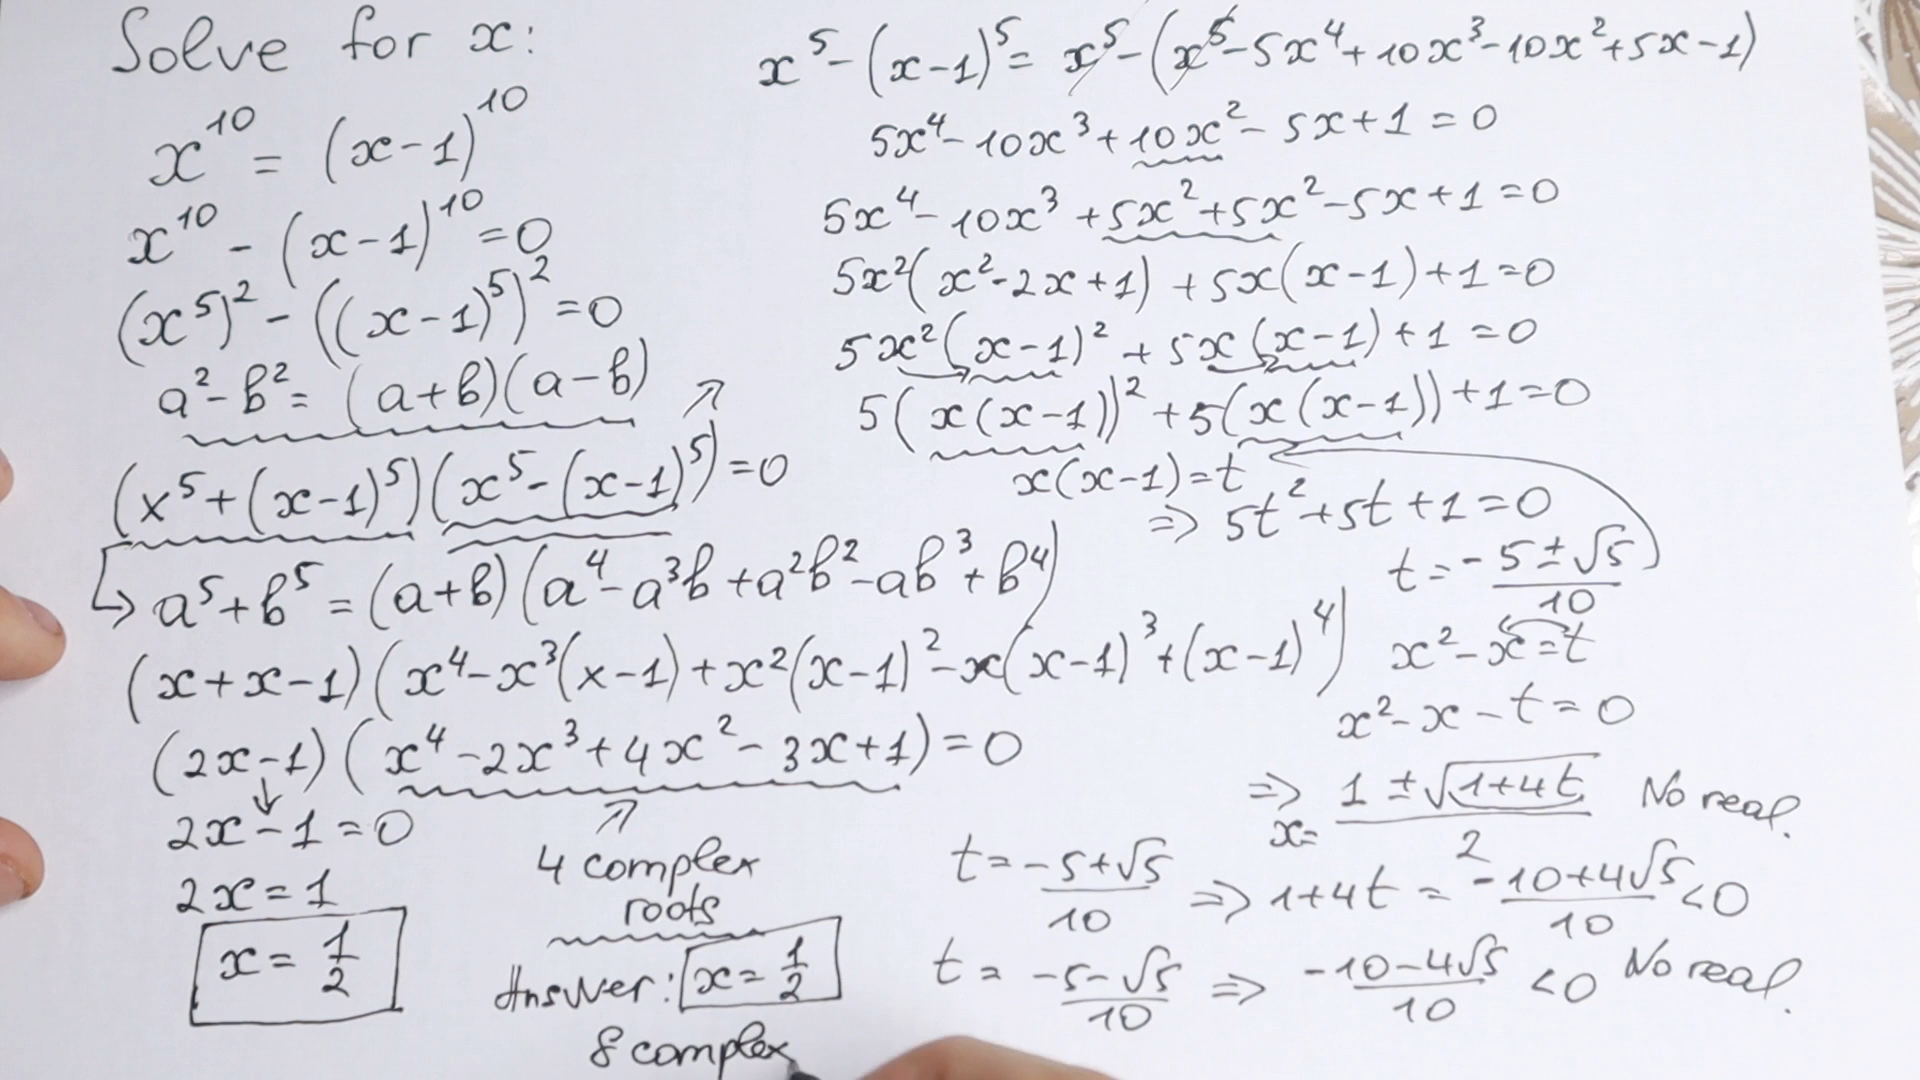 Solve for x:
x^10 = (x-1)^10
x^10 - (x-1)^10 = 0
(x^5)^2 - ((x-1)^5)^2 = 0
a^2 - b^2 = (a+b)(a-b)
(x^5+(x-1)^5)(x^5-(x-1)^5) = 0
a^5+b^5 = (a+b)(a^4-a^3b+a^2b^2-ab^3+b^4)
(x+x-1)(x^4-x^3(x-1)+x^2(x-1)^2-x(x-1)^3+(x-1)^4)
(2x-1)(x^4-2x^3+4x^2-3x+1) = 0
2x-1=0
2x=1
x=1/2
4 complex
roots
Answer: x=1/2
8 complex
x^5-(x-1)^5 = x^5-(x^5-5x^4+10x^3-10x^2+5x-1)
5x^4-10x^3+10x^2-5x+1=0
5x^4-10x^3+5x^2+5x^2-5x+1=0
5x^2(x^2-2x+1)+5x(x-1)+1=0
5x^2(x-1)^2+5x(x-1)+1=0
5(x(x-1))^2+5(x(x-1))+1=0
x(x-1)=t
=> 5t^2+5t+1=0
t = -5±√5/10
x^2-x=t
x^2-x-t=0
=> x= 1±√1+4t/2 No real.
t = -5+√5/10 => 1+4t = -10+4√5/10 <0
t = -5-√5/10 => -10-4√5/10 <0 No real.